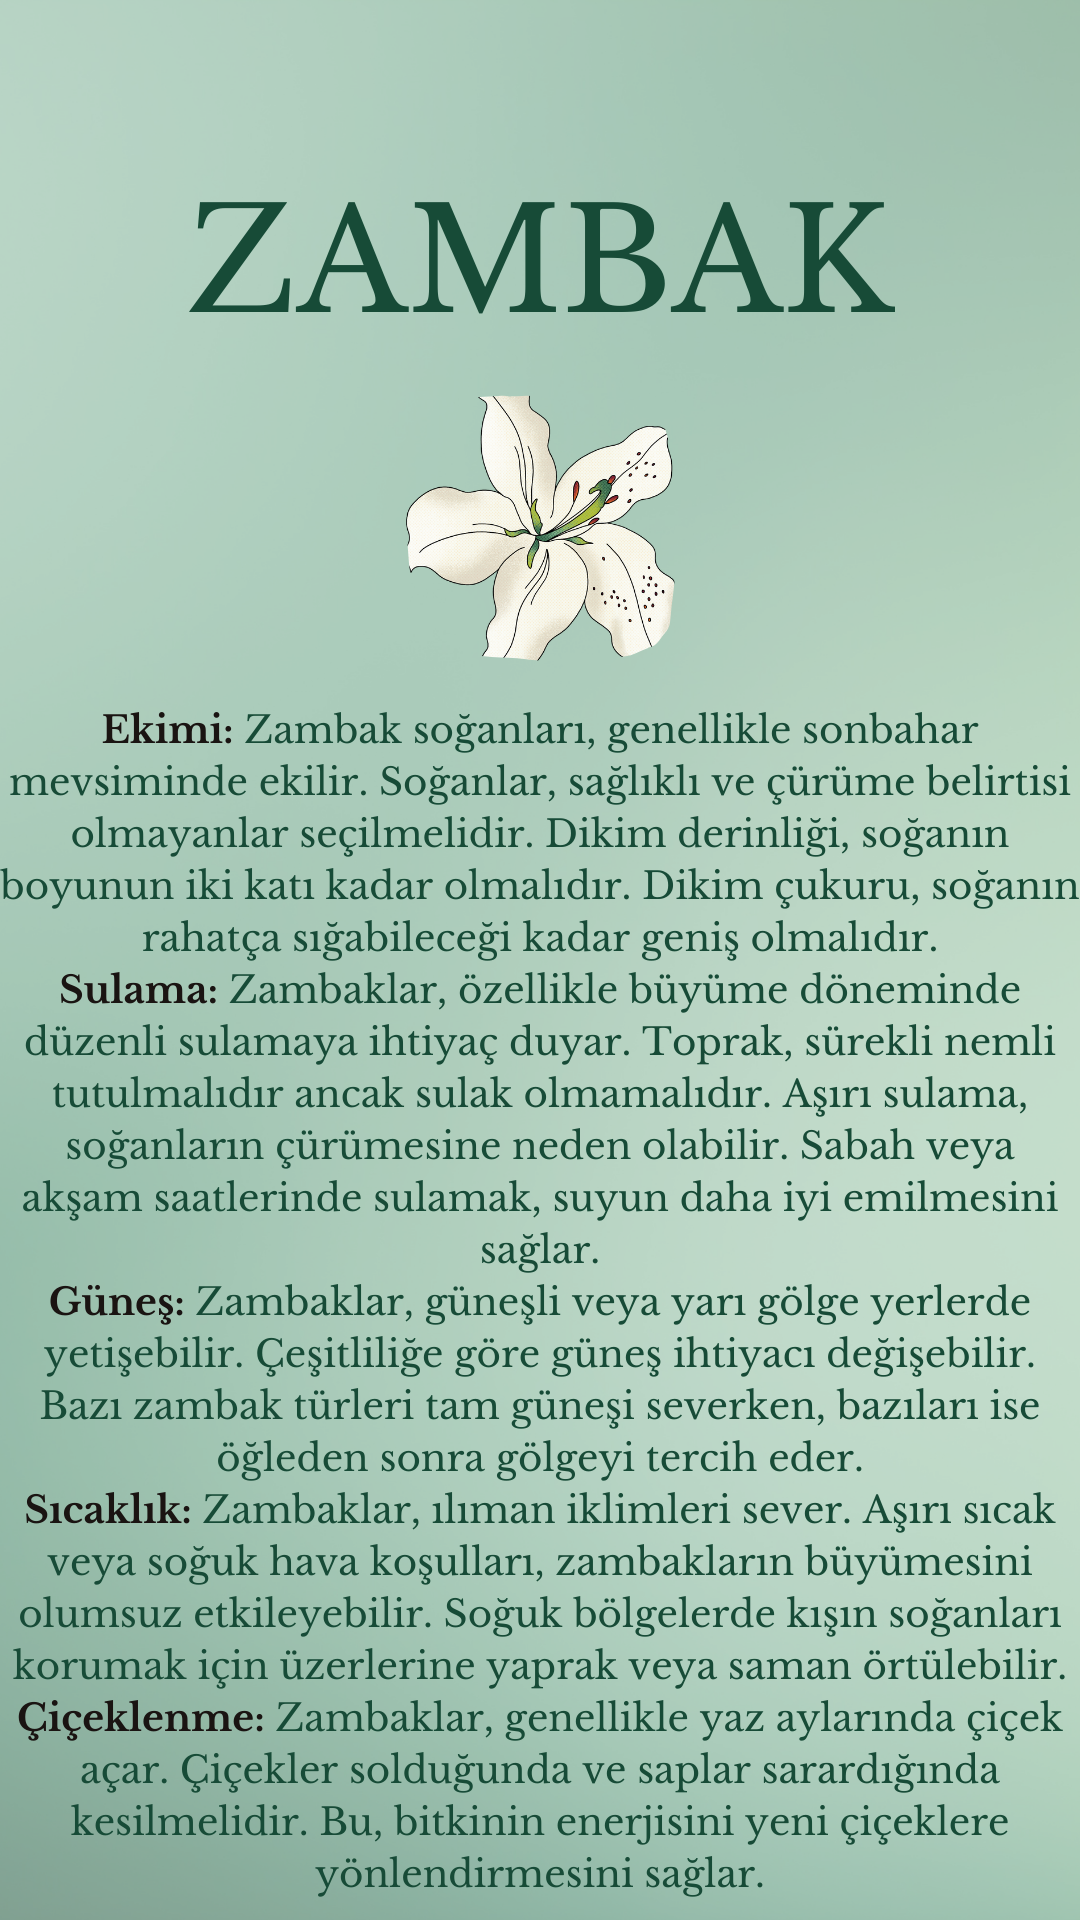 ZAMBAK
Ekimi: Zambak soğanları, genellikle sonbahar
mevsiminde ekilir. Soğanlar, sağlıklı ve çürüme belirtisi
olmayanlar seçilmelidir. Dikim derinliği, soğanın
boyunun iki katı kadar olmalıdır. Dikim çukuru, soğanın
rahatça sığabileceği kadar geniş olmalıdır.
Sulama: Zambaklar, özellikle büyüme döneminde
düzenli sulamaya ihtiyaç duyar. Toprak, sürekli nemli
tutulmalıdır ancak sulak olmamalıdır. Aşırı sulama,
soğanların çürümesine neden olabilir. Sabah veya
akşam saatlerinde sulamak, suyun daha iyi emilmesini
sağlar.
Güneş: Zambaklar, güneşli veya yarı gölge yerlerde
yetişebilir. Çeşitliliğe göre güneş ihtiyacı değişebilir.
Bazı zambak türleri tam güneşi severken, bazıları ise
öğleden sonra gölgeyi tercih eder.
Sıcaklık: Zambaklar, ılıman iklimleri sever. Aşırı sıcak
veya soğuk hava koşulları, zambakların büyümesini
olumsuz etkileyebilir. Soğuk bölgelerde kışın soğanları
korumak için üzerlerine yaprak veya saman örtülebilir.
Çiçeklenme: Zambaklar, genellikle yaz aylarında çiçek
açar. Çiçekler solduğunda ve saplar sarardığında
kesilmelidir. Bu, bitkinin enerjisini yeni çiçeklere
yönlendirmesini sağlar.